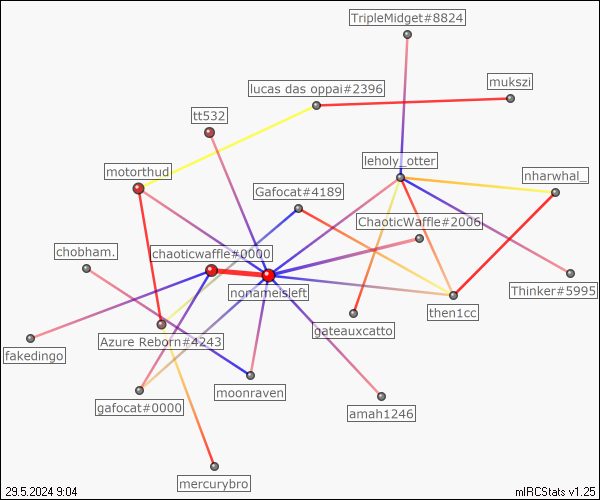 TripleMidget#8824
mukszi
lucas das oppai#2396
tt532
leholy_otter
motorthud
nharwhal_
Gafocat#4189
ChaoticWaffle#2006
chobham.
chaoticwaffle#0000
nonameisleft
Thinker#5995
then1cc
gateauxcatto
Azure Reborn#4243
fakedingo
moonraven
gafocat#0000
amah1246
mercurybro
29.5.2024 9:04
mIRCStats v1.25